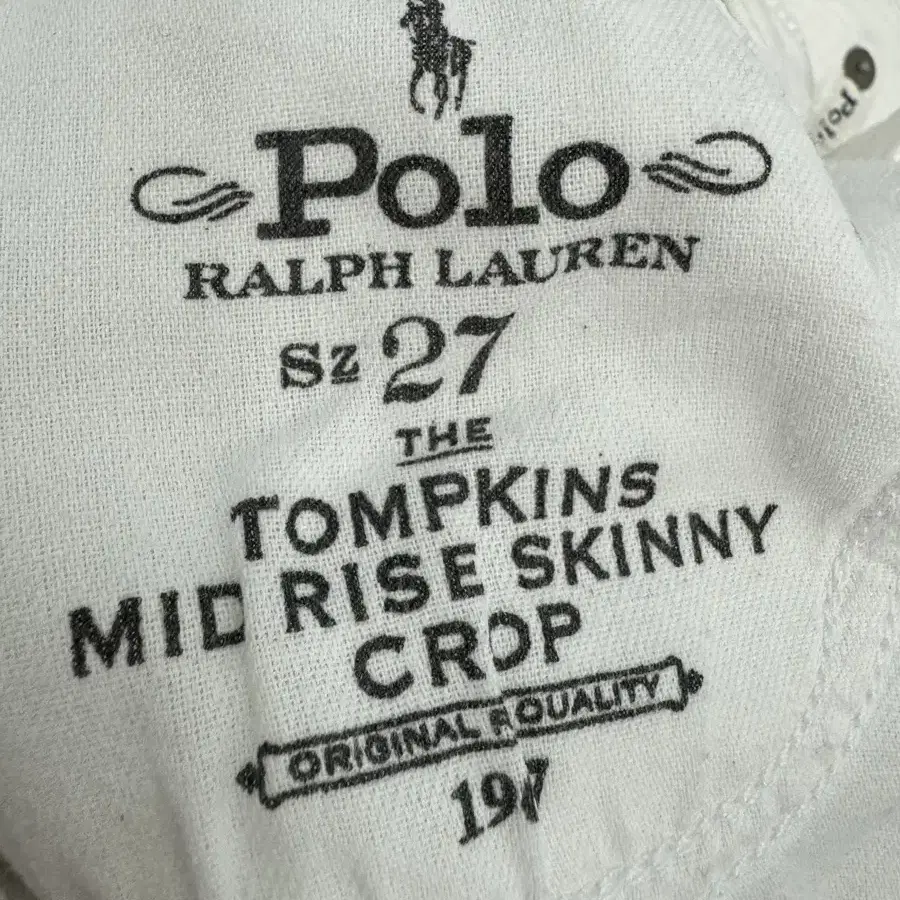 Polo
RALPH LAUREN
Sz 27
THE
TOMPKINS
MID RISE SKINNY
CROP
ORIGINAL QUALITY